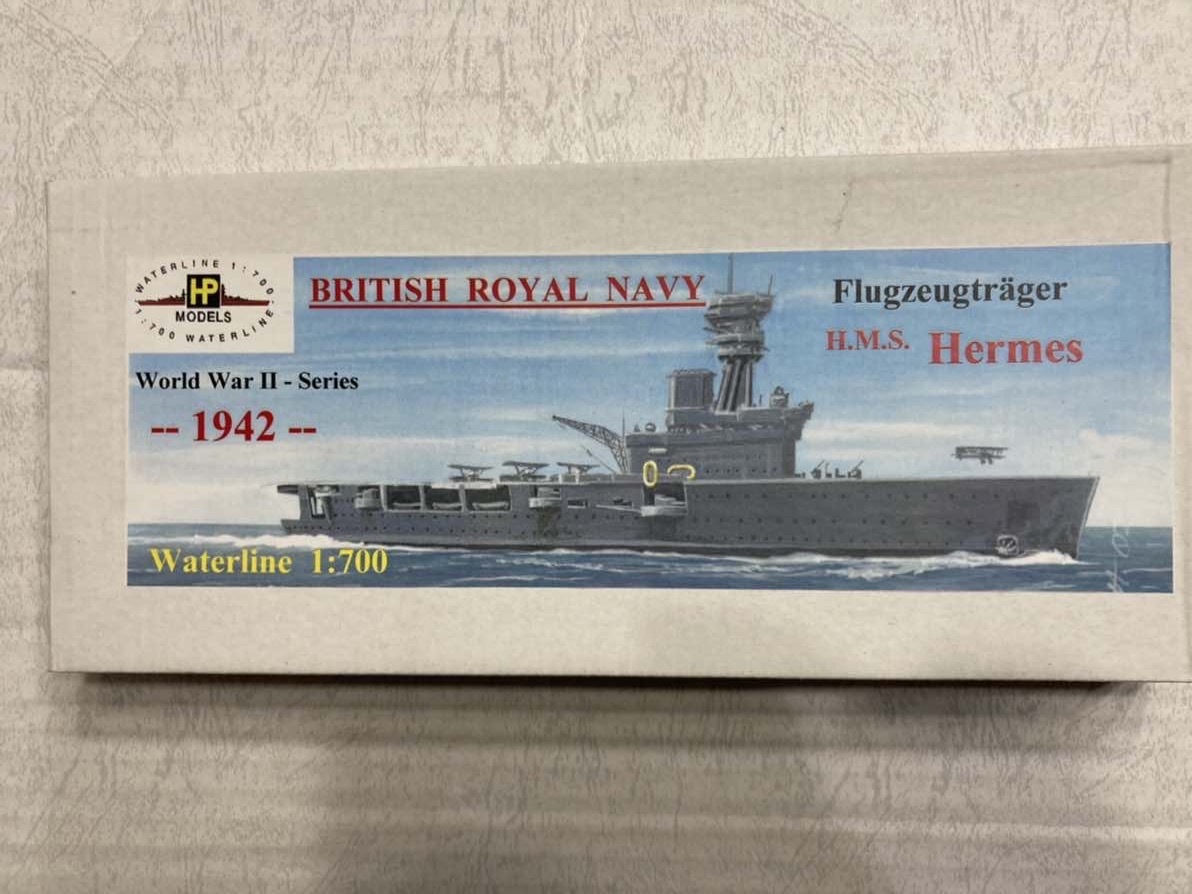 WATERLINE 1:700
HP
MODELS
1:700 WATERLINE
BRITISH ROYAL NAVY
Flugzeugträger
H.M.S. Hermes
World War II - Series
-- 1942 --
Waterline 1:700